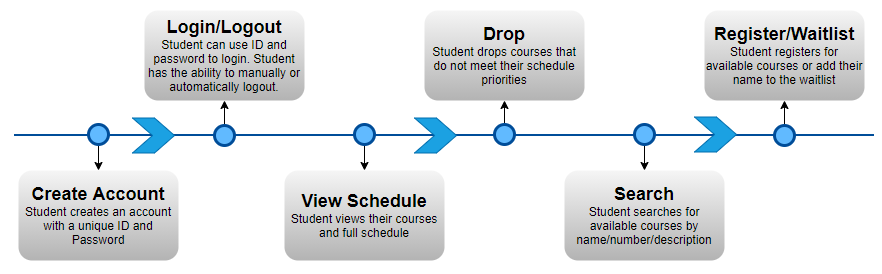 Login/Logout
Student can use ID and
password to login. Student
has the ability to manually or
automatically logout.
Drop
Student drops courses that
do not meet their schedule
priorities
Register/Waitlist
Student registers for
available courses or add their
name to the waitlist
Create Account
Student creates an account
with a unique ID and
Password
View Schedule
Student views their courses
and full schedule
Search
Student searches for
available courses by
name/number/description